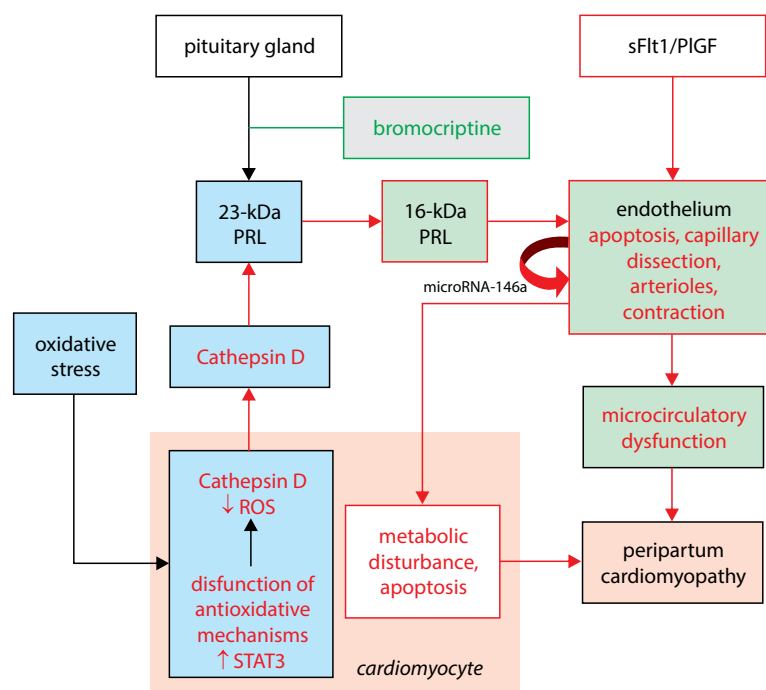 pituitary gland
sFlt1/PlGF
bromocriptine
23-kDa
PRL
16-kDa
PRL
endothelium
apoptosis, capillary
dissection,
arterioles,
contraction
microRNA-146a
oxidative
stress
Cathepsin D
microcirculatory
dysfunction
Cathepsin D
↓ ROS
disfunction of
antioxidative
mechanisms
↑ STAT3
metabolic
disturbance,
apoptosis
peripartum
cardiomyopathy
cardiomyocyte